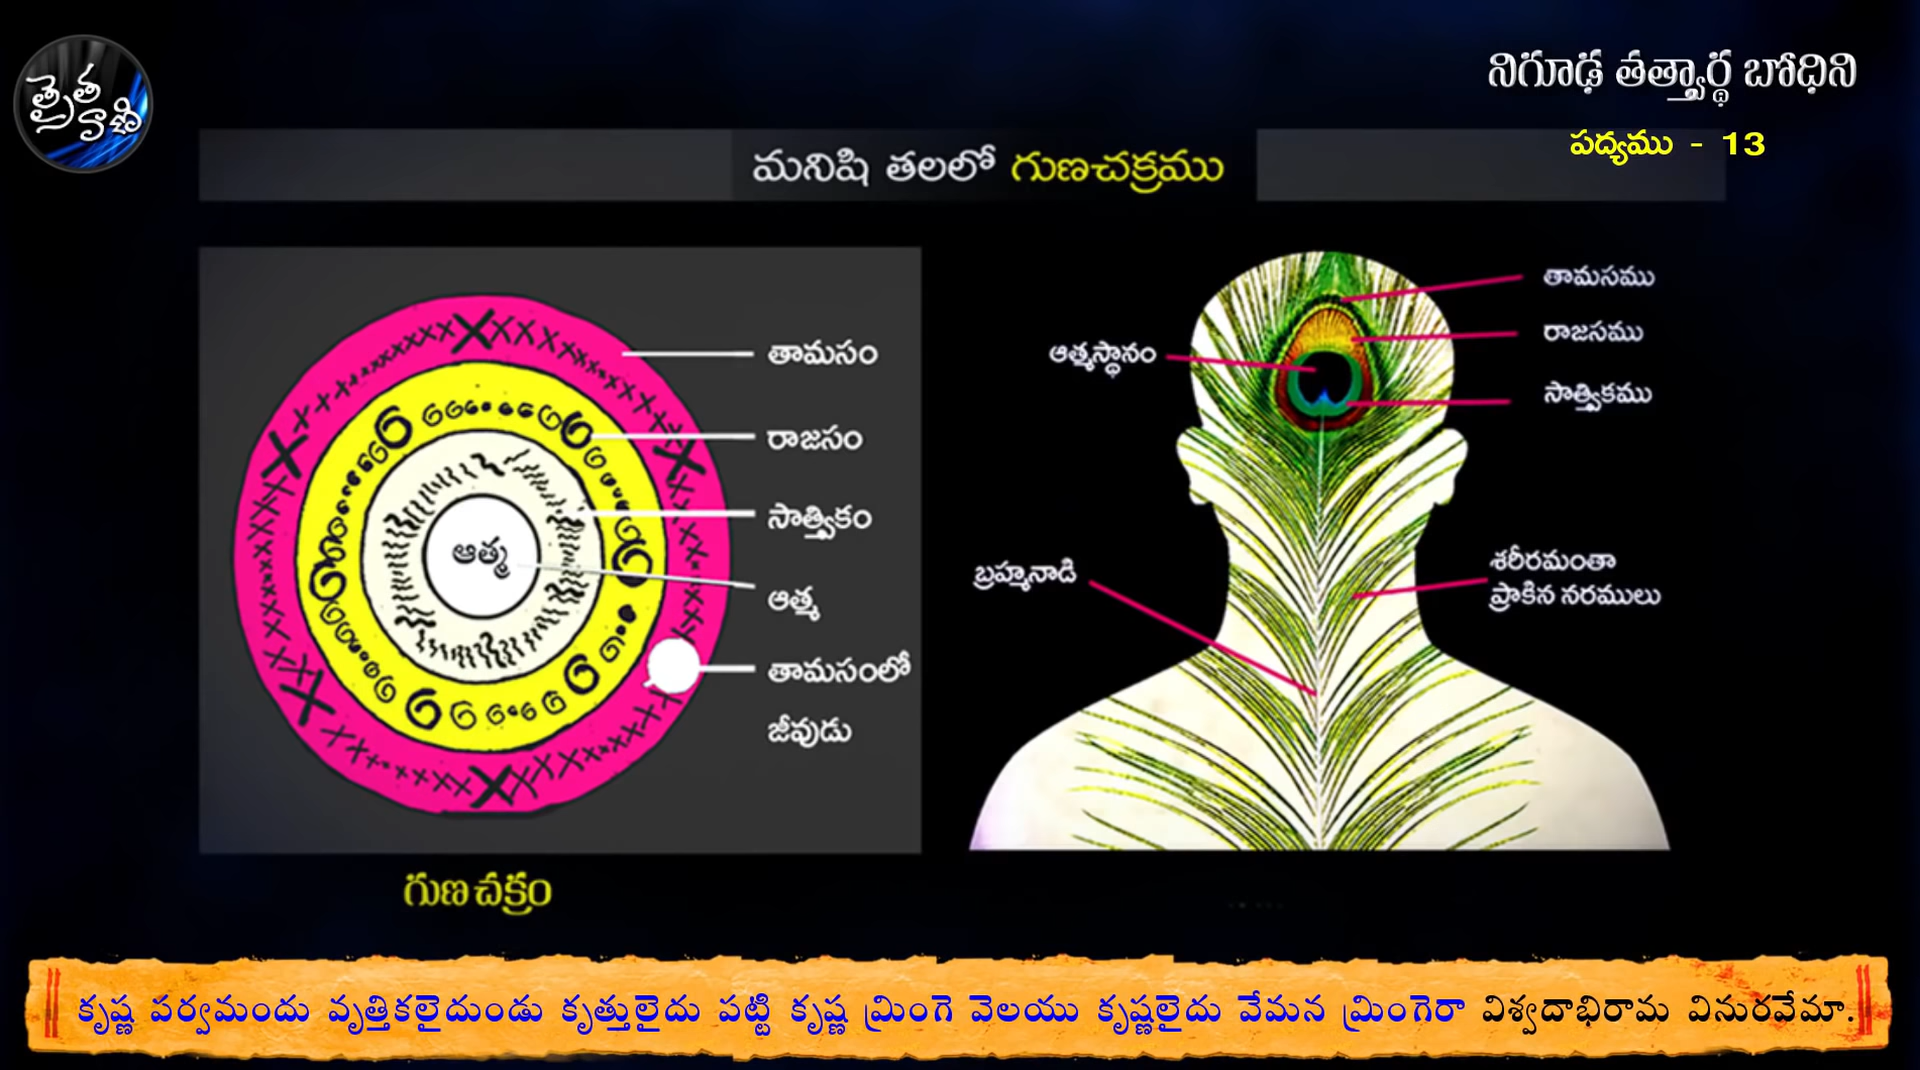 త్రైత
వాణి
నిగూఢ తత్త్వార్థ బోధిని
పద్యము - 13
మనిషి తలలో గుణచక్రము
తామసం
రాజసం
సాత్త్వికం
ఆత్మ
ఆత్మ
తామసంలో
జీవుడు
గుణచక్రం
తామసము
రాజసము
సాత్త్వికము
ఆత్మస్థానం
బ్రహ్మనాడి
శరీరమంతా
ప్రాకిన నరములు
|| కృష్ణ పర్వమందు వృత్తికలైదుండు కృత్తులైదు పట్టి కృష్ణ మ్రింగె వెలయు కృష్ణలైదు వేమన మ్రింగెరా విశ్వదాభిరామ వినురవేమా. ||